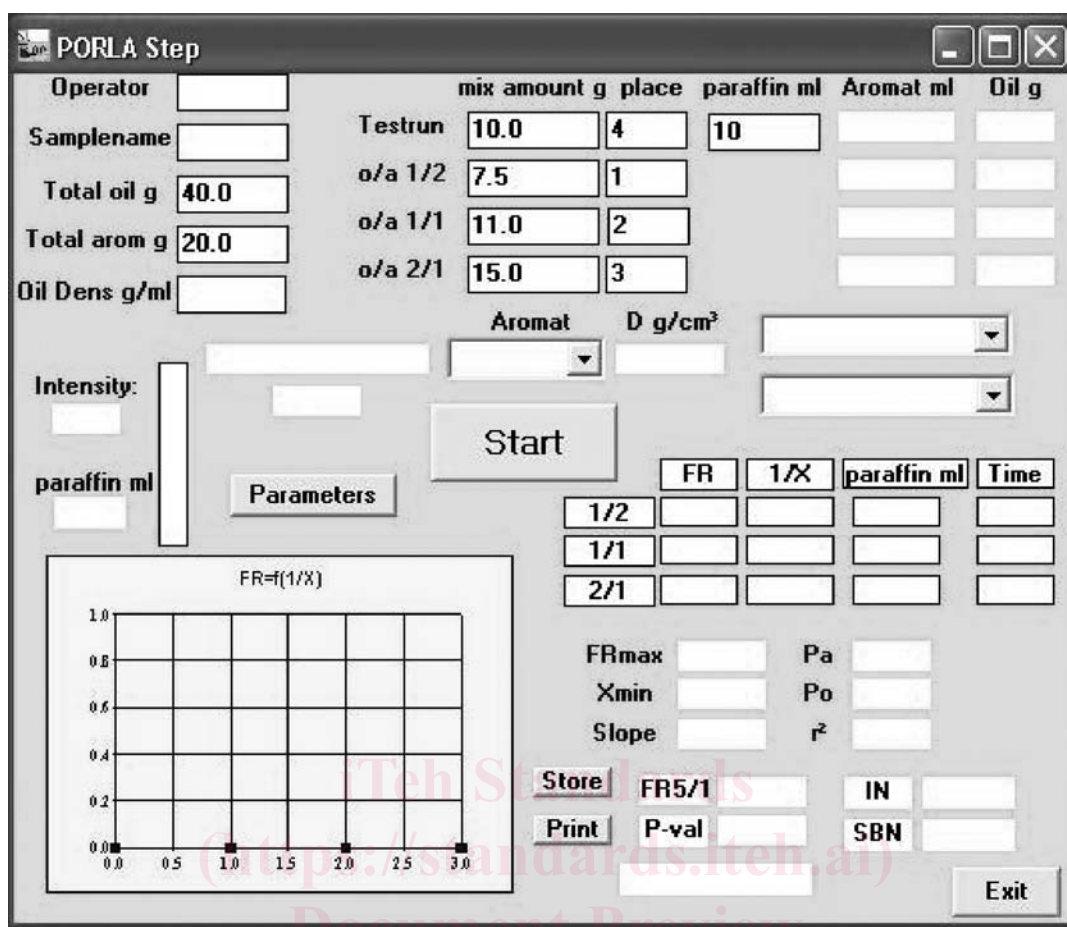 PORLA Step
Operator
Samplename
Total oil g 40.0
Total arom g 20.0
Oil Dens g/ml
mix amount g place paraffin ml Aromat ml Oil g
Testrun 10.0 4 10
o/a 1/2 7.5 1
o/a 1/1 11.0 2
o/a 2/1 15.0 3
Aromat D g/cm³
Intensity:
paraffin ml
Start
Parameters
FR 1/X paraffin ml Time
1/2
1/1
2/1
FR=f(1/X)
1.0
0.8
0.6
0.4
0.2
0.0
0.0 0.5 1.0 1.5 2.0 2.5 3.0
FRmax Pa
Xmin Po
Slope r²
Store FR5/1 IN
Print P-val SBN
Exit
iTeh Standards
(https://standards.iteh.ai)
Document Preview